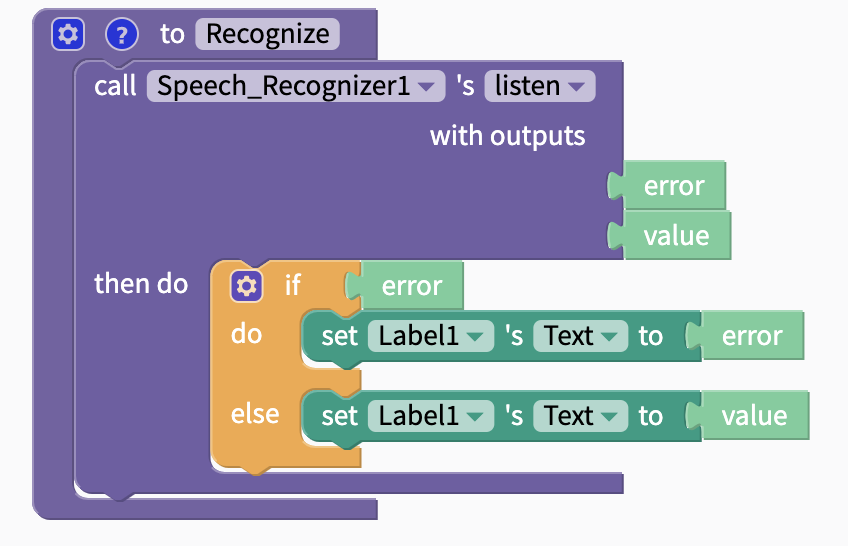 ? to Recognize
call Speech_Recognizer1 's listen
with outputs
error
value
then do if error
do set Label1 's Text to error
else set Label1 's Text to value